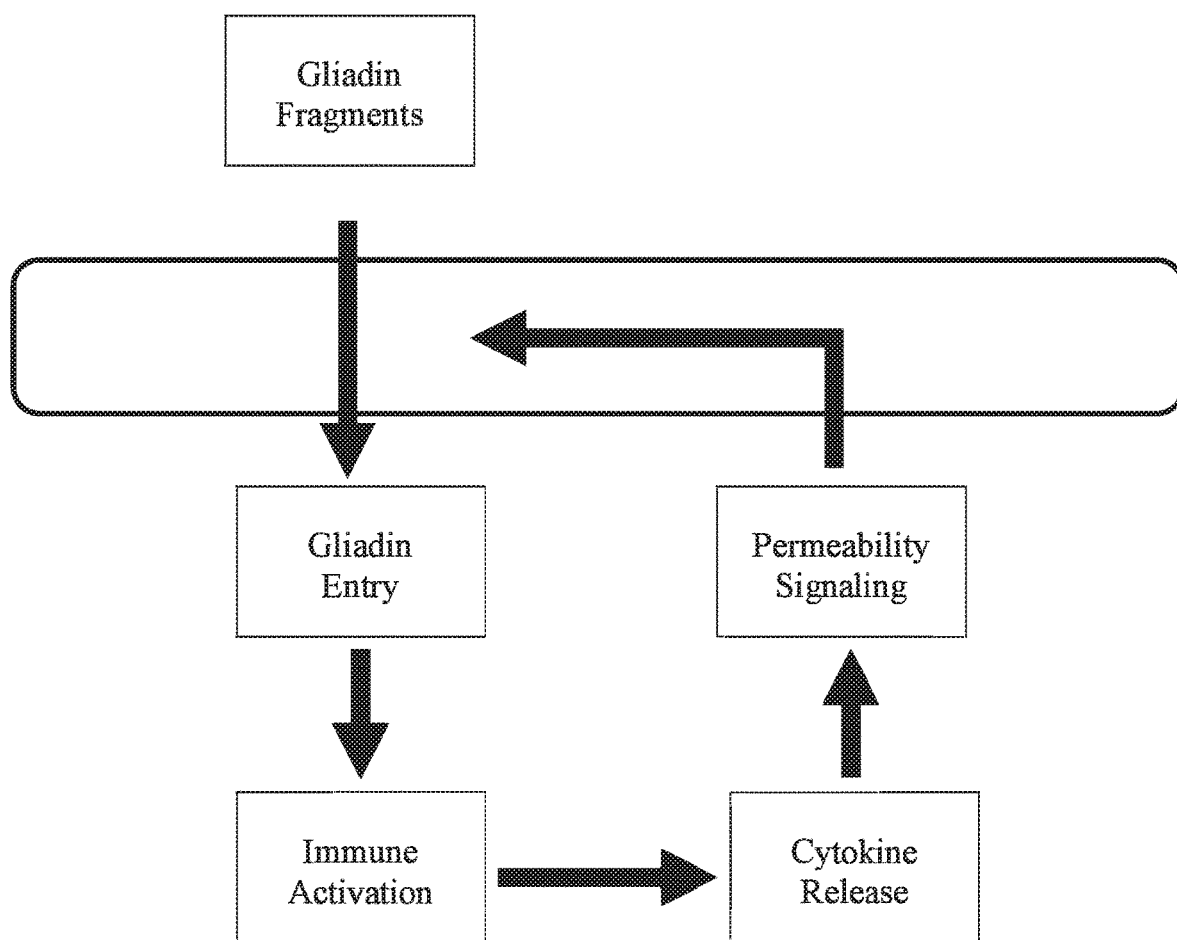 Gliadin
Fragments
Gliadin
Entry
Permeability
Signaling
Immune
Activation
Cytokine
Release